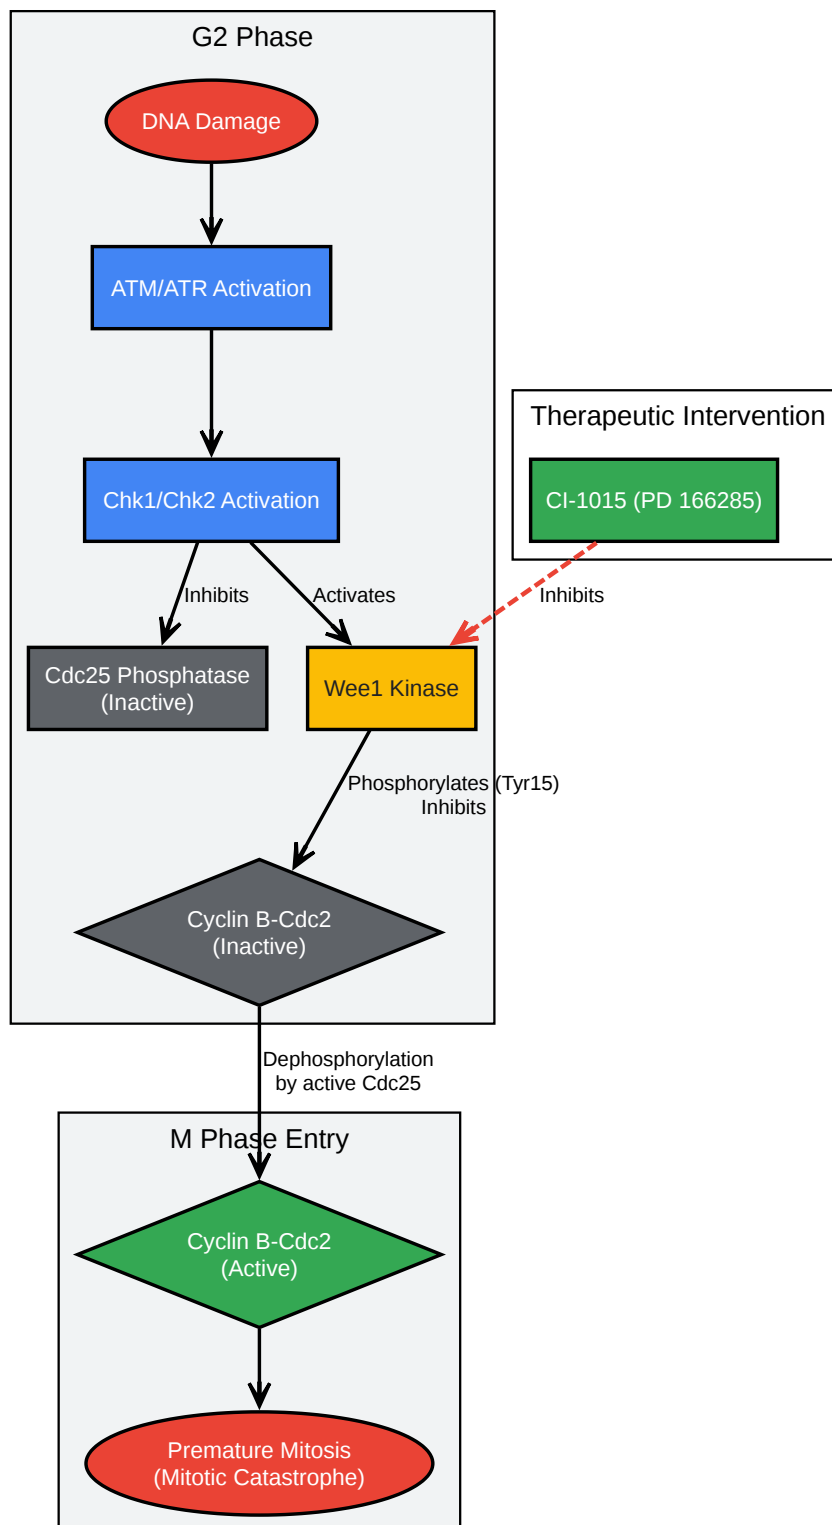 G2 Phase
DNA Damage
ATM/ATR Activation
Therapeutic Intervention
Chk1/Chk2 Activation
CI-1015 (PD 166285)
Inhibits
Activates
Inhibits
Cdc25 Phosphatase
(Inactive)
Wee1 Kinase
Phosphorylates (Tyr15)
Inhibits
Cyclin B-Cdc2
(Inactive)
Dephosphorylation
by active Cdc25
M Phase Entry
Cyclin B-Cdc2
(Active)
Premature Mitosis
(Mitotic Catastrophe)